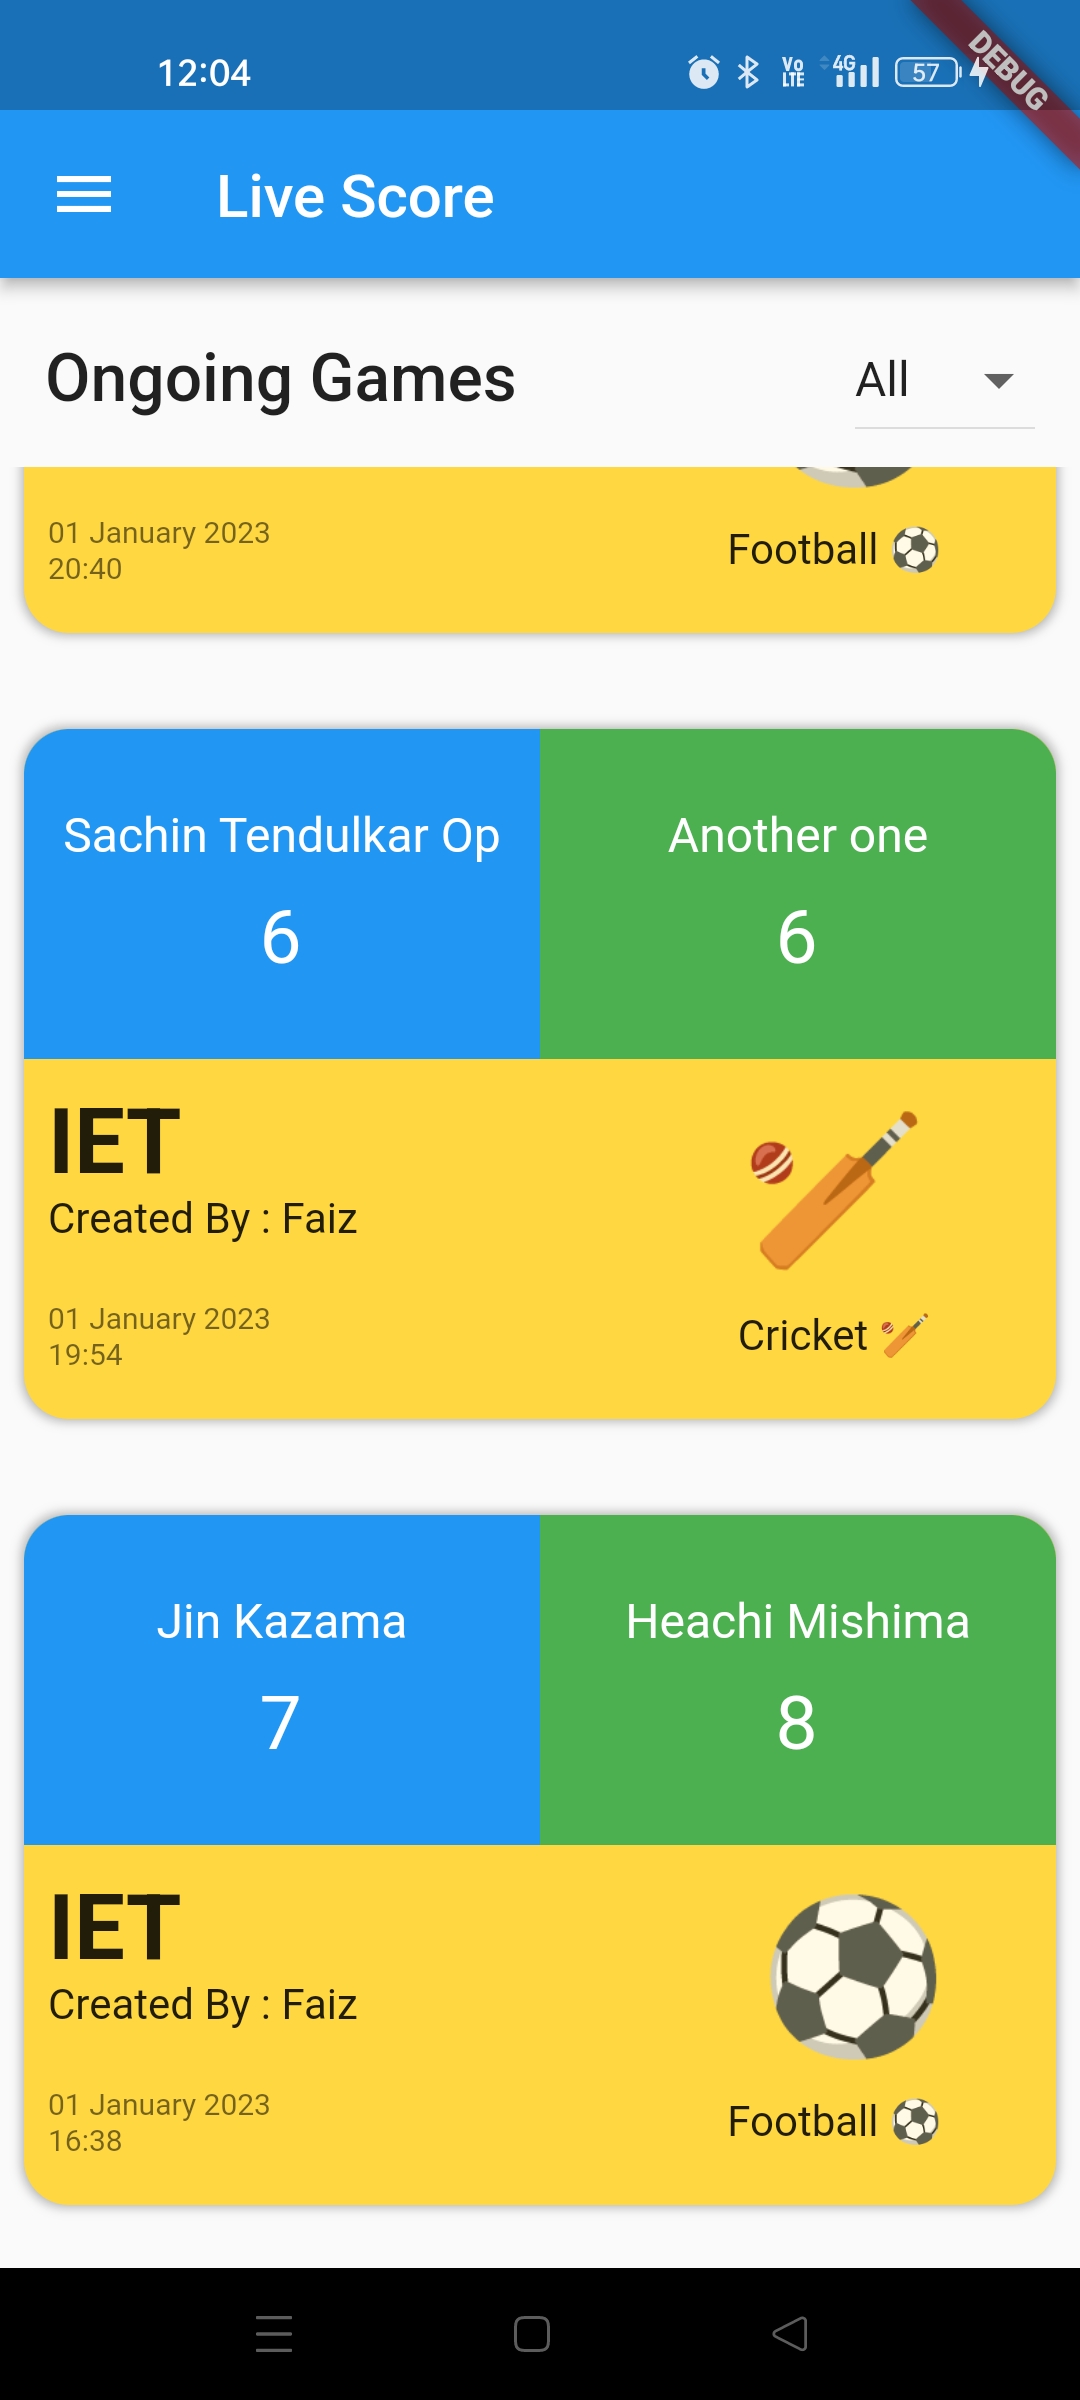 12:04
Vo LTE
4G
57
DEBUG
Live Score
Ongoing Games
All
01 January 2023
20:40
Football
Sachin Tendulkar Op
6
Another one
6
IET
Created By : Faiz
01 January 2023
19:54
Cricket
Jin Kazama
7
Heachi Mishima
8
IET
Created By : Faiz
01 January 2023
16:38
Football